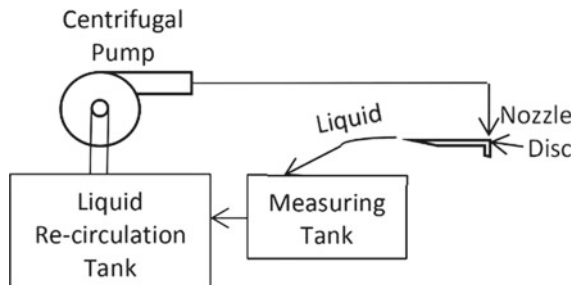 Centrifugal
Pump
Nozzle
Disc
Liquid
Liquid
Re-circulation
Tank
Measuring
Tank